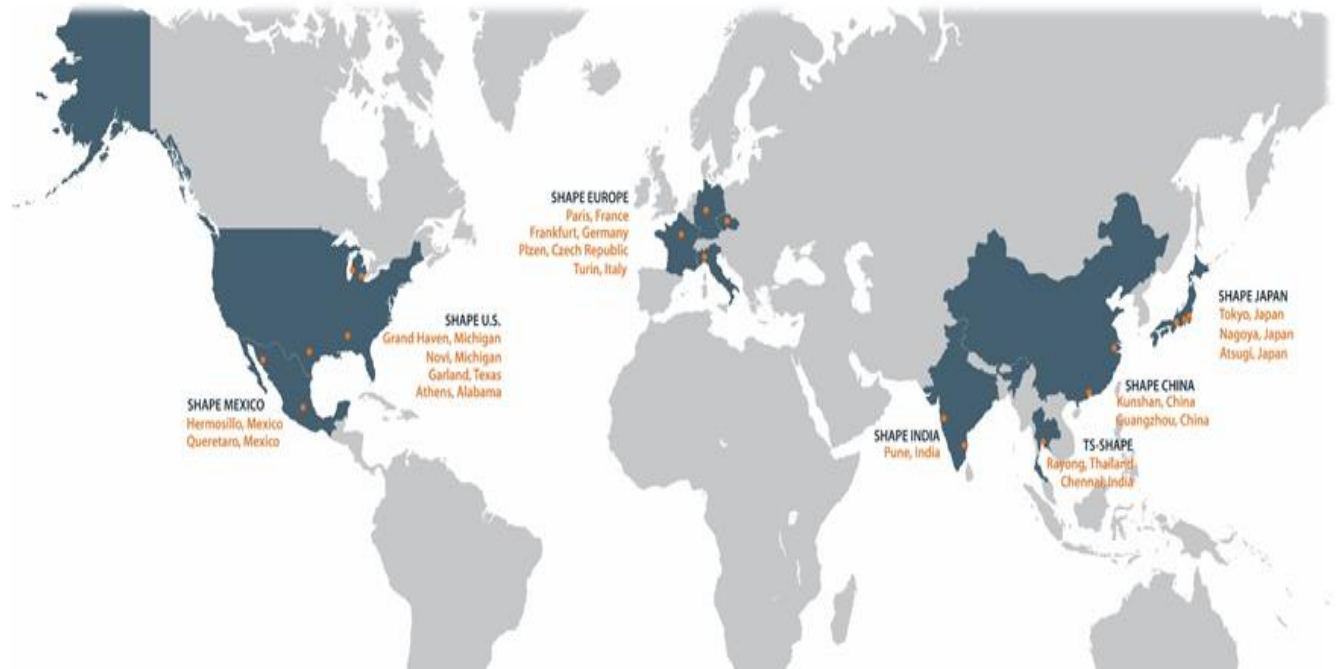 SHAPE EUROPE
Paris, France
Frankfurt, Germany
Plzen, Czech Republic
Turin, Italy
SHAPE U.S.
Grand Haven, Michigan
Novi, Michigan
Garland, Texas
Athens, Alabama
SHAPE MEXICO
Hermosillo, Mexico
Queretaro, Mexico
SHAPE JAPAN
Tokyo, Japan
Nagoya, Japan
Atsugi, Japan
SHAPE CHINA
Kunshan, China
Guangzhou, China
SHAPE INDIA
Pune, India
TS-SHAPE
Rayong, Thailand
Chennai, India